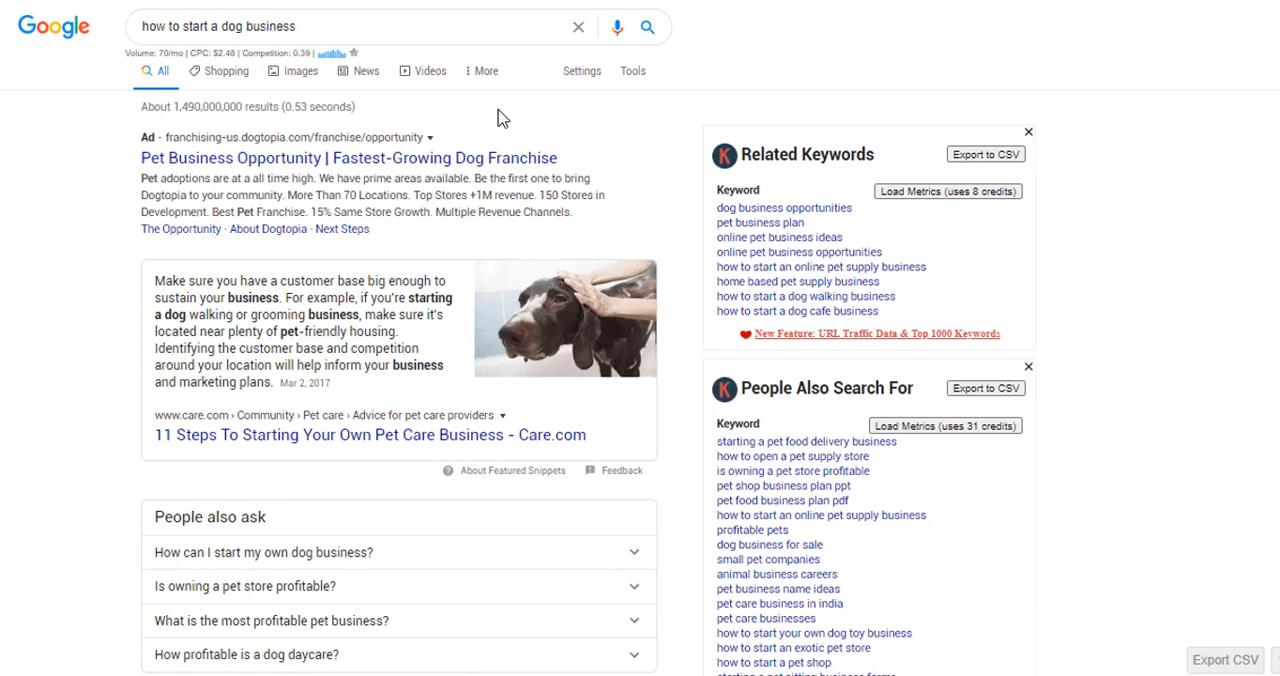 Google
how to start a dog business
Volume: 70/mo | CPC: $2.48 | Competition: 0.39 |
All Shopping Images News Videos More Settings Tools
About 1,490,000,000 results (0.53 seconds)
Ad · franchising-us.dogtopia.com/franchise/opportunity
Pet Business Opportunity | Fastest-Growing Dog Franchise
Pet adoptions are at a all time high. We have prime areas available. Be the first one to bring
Dogtopia to your community. More Than 70 Locations. Top Stores +1M revenue. 150 Stores in
Development. Best Pet Franchise. 15% Same Store Growth. Multiple Revenue Channels.
The Opportunity · About Dogtopia · Next Steps
Make sure you have a customer base big enough to
sustain your business. For example, if you're starting
a dog walking or grooming business, make sure it's
located near plenty of pet-friendly housing.
Identifying the customer base and competition
around your location will help inform your business
and marketing plans. Mar 2, 2017
www.care.com › Community › Pet care › Advice for pet care providers
11 Steps To Starting Your Own Pet Care Business - Care.com
About Featured Snippets Feedback
People also ask
How can I start my own dog business?
Is owning a pet store profitable?
What is the most profitable pet business?
How profitable is a dog daycare?
K Related Keywords Export to CSV
Keyword Load Metrics (uses 8 credits)
dog business opportunities
pet business plan
online pet business ideas
online pet business opportunities
how to start an online pet supply business
home based pet supply business
how to start a dog walking business
how to start a dog cafe business
New Feature: URL Traffic Data & Top 1000 Keywords
K People Also Search For Export to CSV
Keyword Load Metrics (uses 31 credits)
starting a pet food delivery business
how to open a pet supply store
is owning a pet store profitable
pet shop business plan ppt
pet food business plan pdf
how to start an online pet supply business
profitable pets
dog business for sale
small pet companies
animal business careers
pet business name ideas
pet care business in india
pet care businesses
how to start your own dog toy business
how to start an exotic pet store
how to start a pet shop
starting a pet sitting business forms
Export CSV